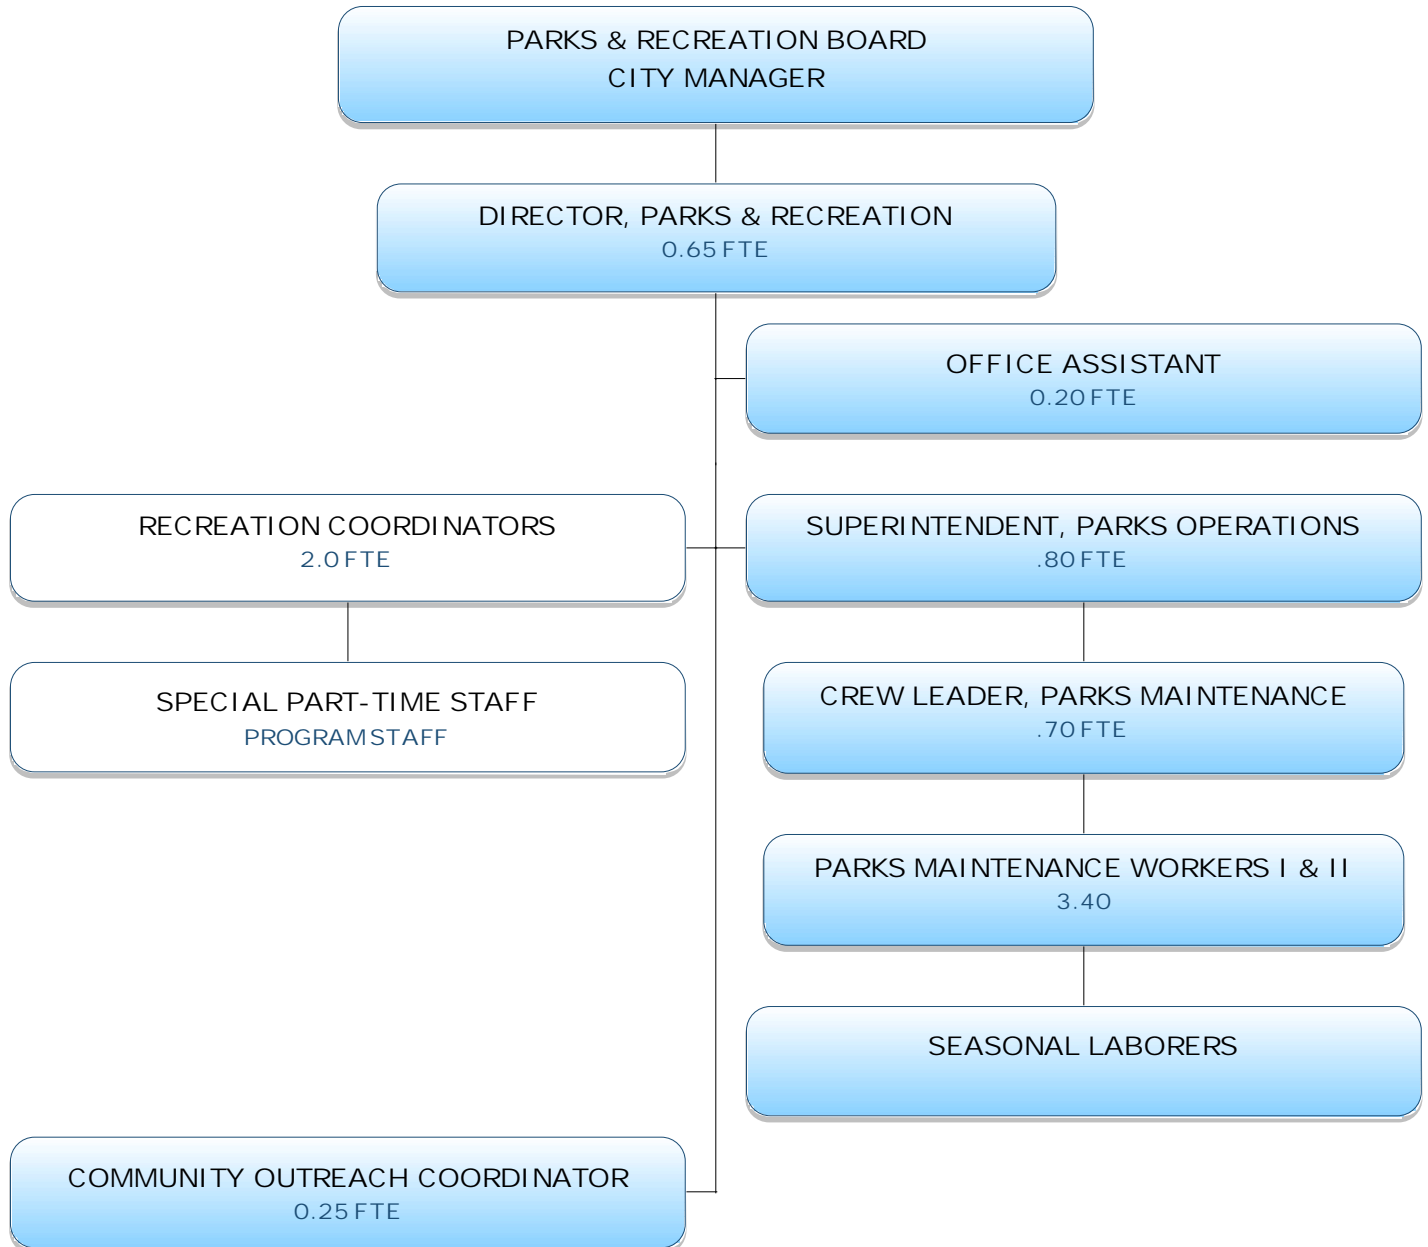 PARKS & RECREATION BOARD
CITY MANAGER
DIRECTOR, PARKS & RECREATION
0.65 FTE
OFFICE ASSISTANT
0.20 FTE
RECREATION COORDINATORS
2.0 FTE
SUPERINTENDENT, PARKS OPERATIONS
.80 FTE
SPECIAL PART-TIME STAFF
PROGRAM STAFF
CREW LEADER, PARKS MAINTENANCE
.70 FTE
PARKS MAINTENANCE WORKERS I & II
3.40
SEASONAL LABORERS
COMMUNITY OUTREACH COORDINATOR
0.25 FTE